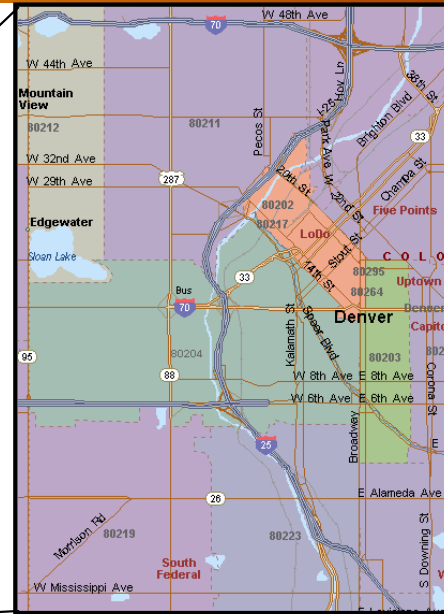 W 48th Ave
70
W 44th Ave
Mountain
View
80212
80211
Pecos St
I-25 Hov Ln
38th St
Brighton Blvd
Park Ave W
33
W 32nd Ave
W 29th Ave
287
20th St
22nd St
Champa St
80202
80217
Five Points
LoDo
Stout St
Edgewater
Sloan Lake
C O L O
80295
Uptown
80264
14th St
33
Bus
70
Denver
Denver
Capito
Kalamath St
Speer Blvd
95
80204
80203
802
88
W 8th Ave
E 8th Ave
W 6th Ave
E 6th Ave
Corona St
Broadway
E
25
26
E Alameda Ave
Morrison Rd
80219
80223
South
Federal
S Downing St
W Mississippi Ave